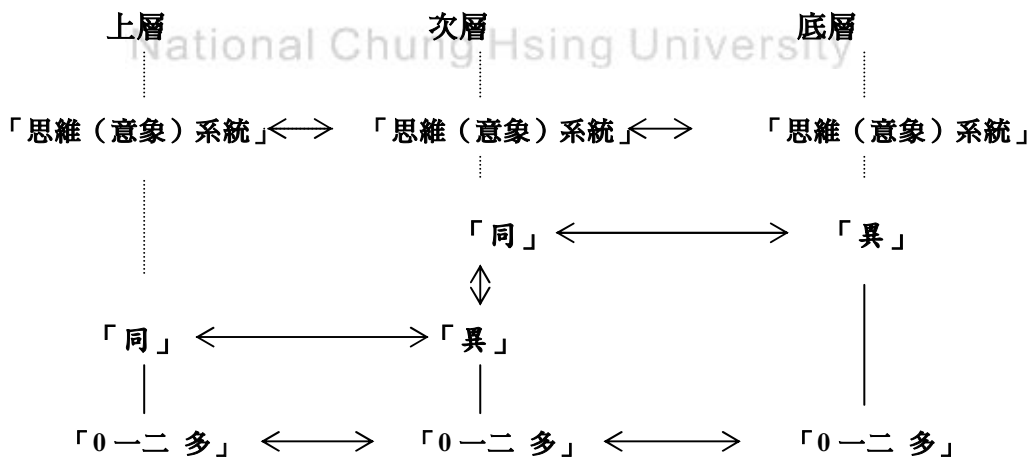 上層 次層 底層
National Chung Hsing University
「思維（意象）系統」 「思維（意象）系統」 「思維（意象）系統」
「同」 「異」
「同」 「異」
「0 一二 多」 「0 一二 多」 「0 一二 多」